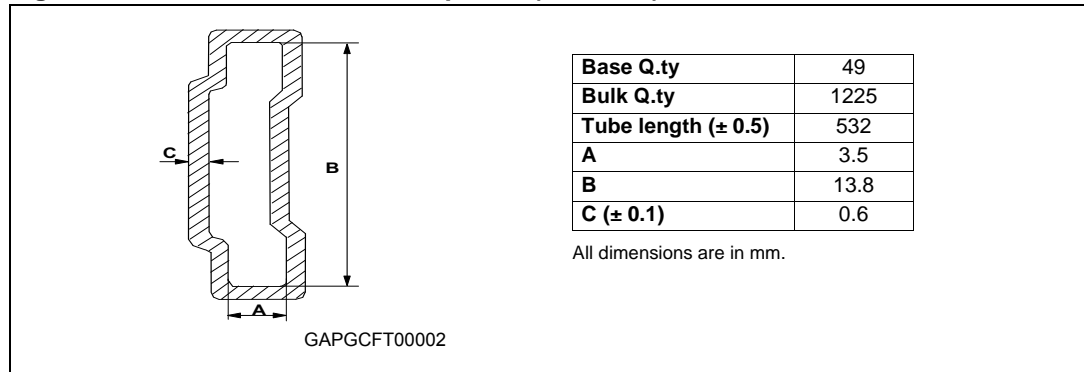 C
B
A
GAPGCFT00002
Base Q.ty 49
Bulk Q.ty 1225
Tube length (± 0.5) 532
A 3.5
B 13.8
C (± 0.1) 0.6
All dimensions are in mm.